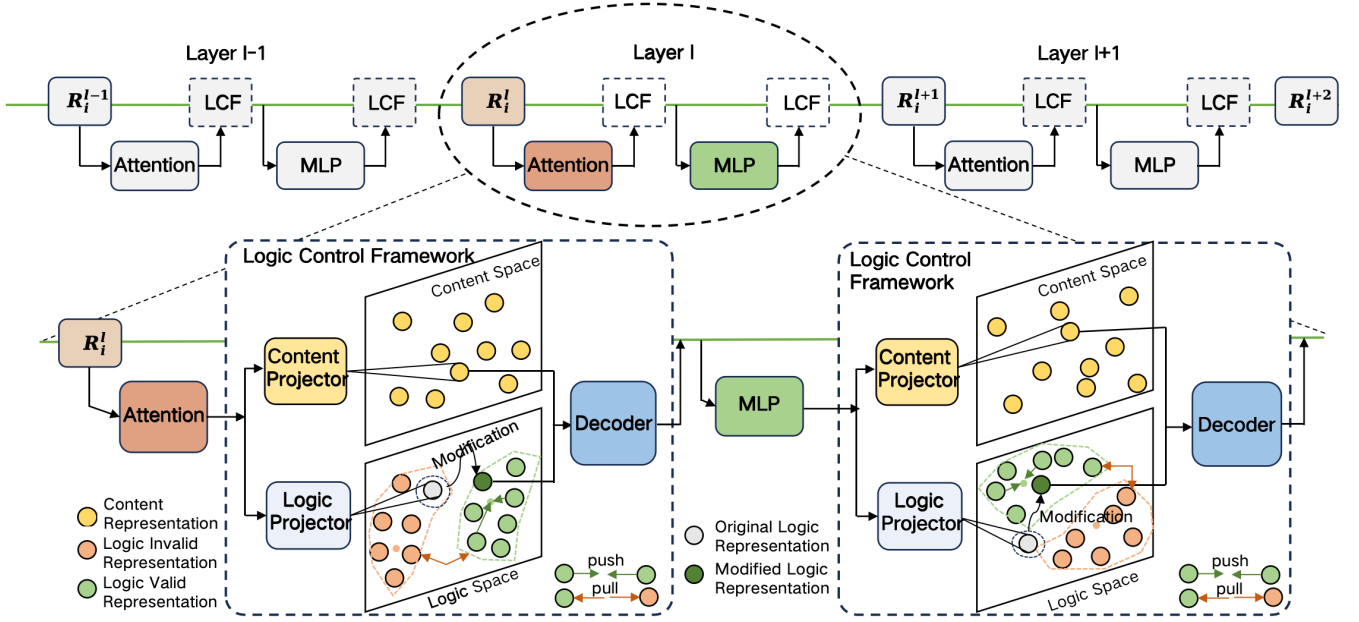 Layer l-1
Layer l
Layer l+1
R_i^{l-1}
LCF
LCF
R_i^l
LCF
LCF
R_i^{l+1}
LCF
LCF
R_i^{l+2}
Attention
MLP
Attention
MLP
Attention
MLP
Logic Control Framework
Content Space
R_i^l
Attention
Content
Projector
Decoder
Modification
Logic
Projector
Logic Space
push
pull
MLP
Logic Control
Framework
Content Space
Content
Projector
Decoder
Logic
Projector
Modification
Logic Space
push
pull
Content
Representation
Logic Invalid
Representation
Logic Valid
Representation
Original Logic
Representation
Modified Logic
Representation